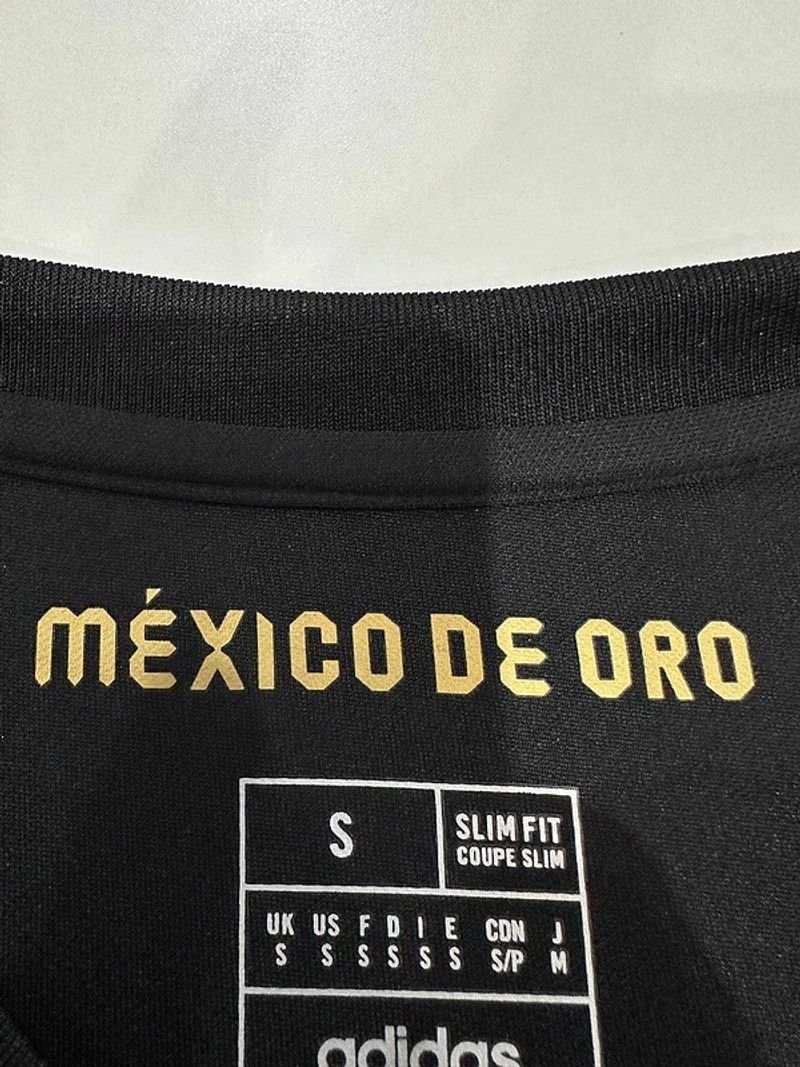 MÉXICO DE ORO
S
SLIM FIT
COUPE SLIM
UK US F D I E CDN J
S S S S S S S/P M
adidas